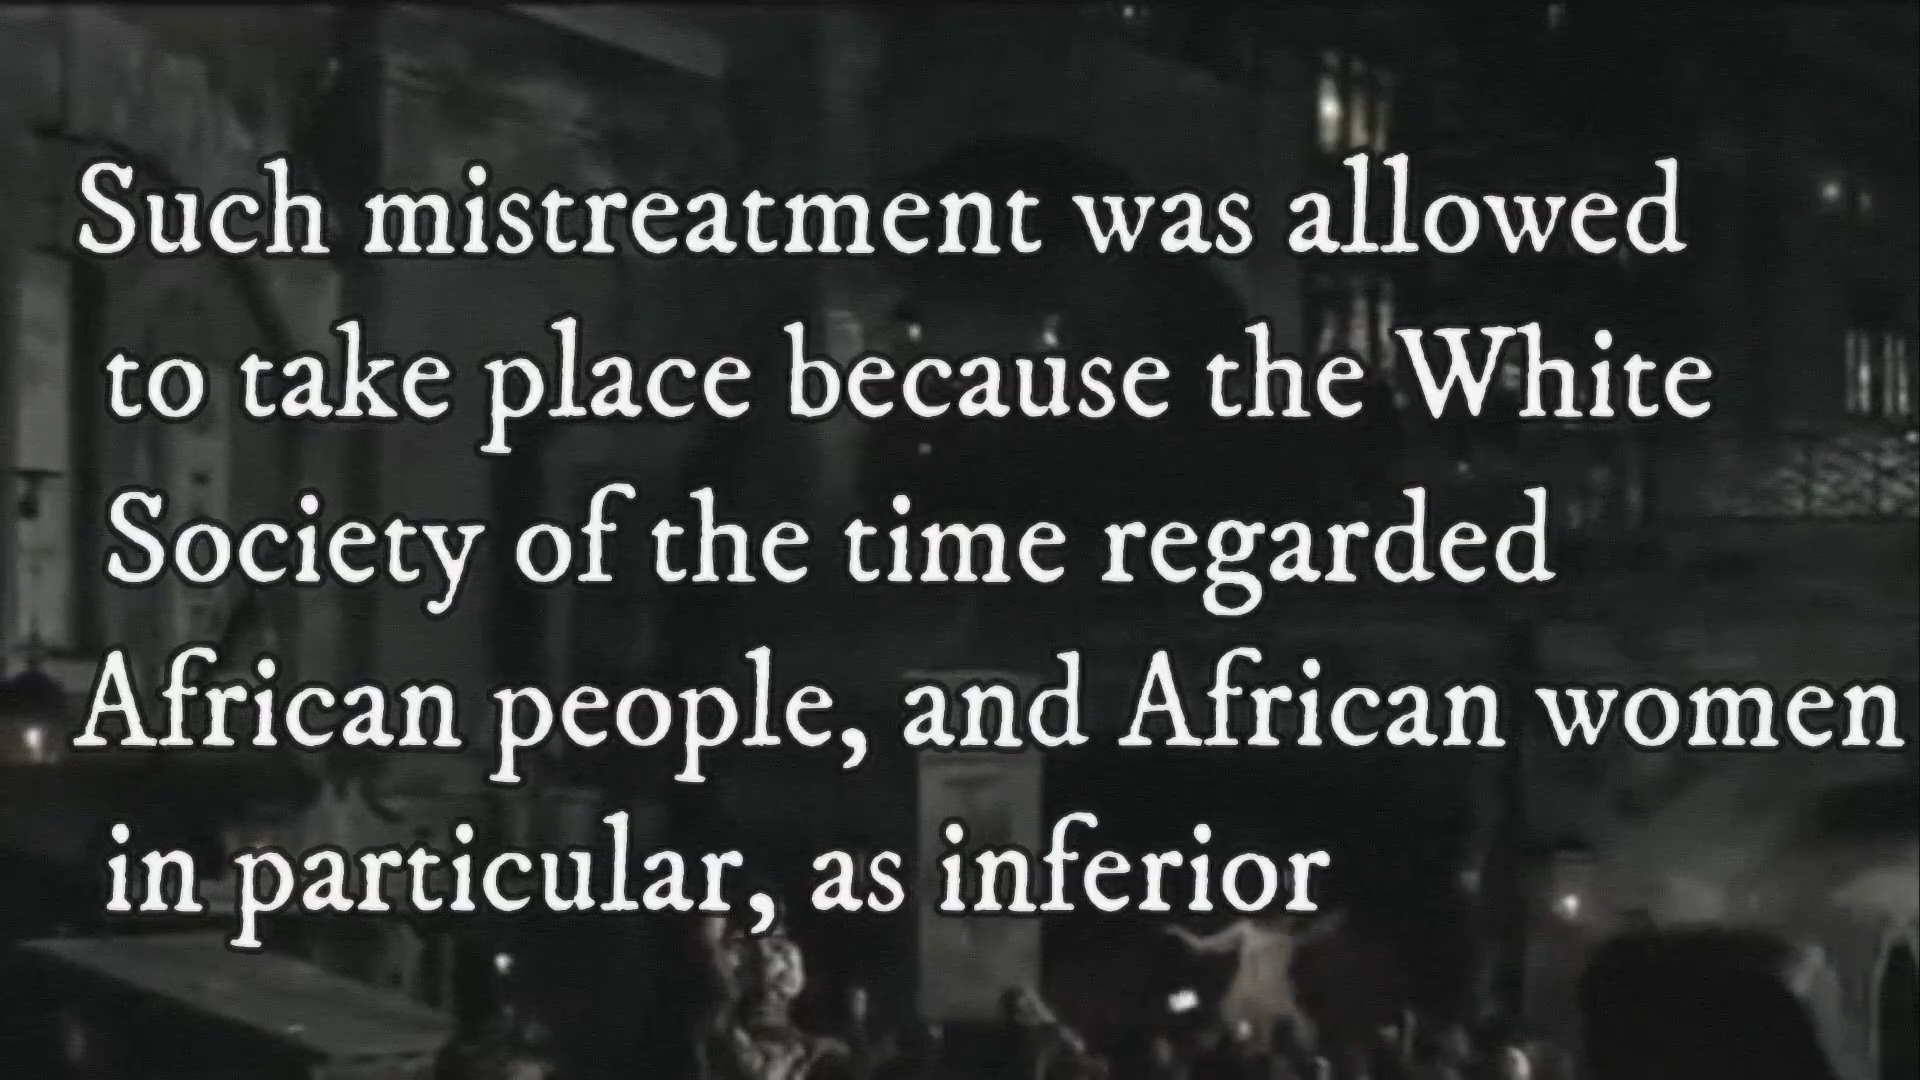 Such mistreatment was allowed
to take place because the White
Society of the time regarded
African people, and African women
in particular, as inferior